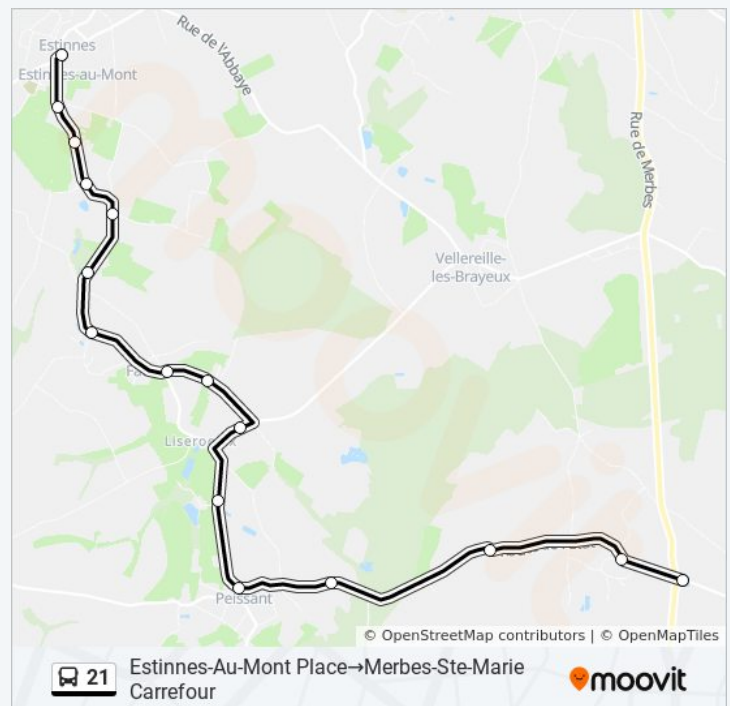 Rue de l'Abbaye
Estinnes
Estinnes-au-Mont
Rue de Merbes
Vellereille-
les-Brayeux
Peissant
© OpenStreetMap contributors | © OpenMapTiles
21
Estinnes-Au-Mont Place→Merbes-Ste-Marie
Carrefour
moovit